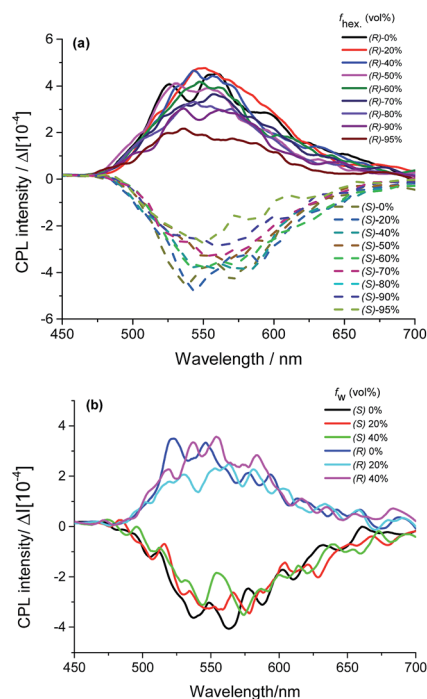 (a)
f hex. (vol%)
(R)-0%
(R)-20%
(R)-40%
(R)-50%
(R)-60%
(R)-70%
(R)-80%
(R)-90%
(R)-95%
6
4
2
0
-2
-4
-6
CPL intensity / ΔI[10⁻⁴]
(S)-0%
(S)-20%
(S)-40%
(S)-50%
(S)-60%
(S)-70%
(S)-80%
(S)-90%
(S)-95%
450 500 550 600 650 700
Wavelength / nm
(b)
f W (vol%)
(S) 0%
(S) 20%
(S) 40%
(R) 0%
(R) 20%
(R) 40%
4
2
0
-2
-4
CPL intensity/ ΔI[10⁻⁴]
450 500 550 600 650 700
Wavelength/nm